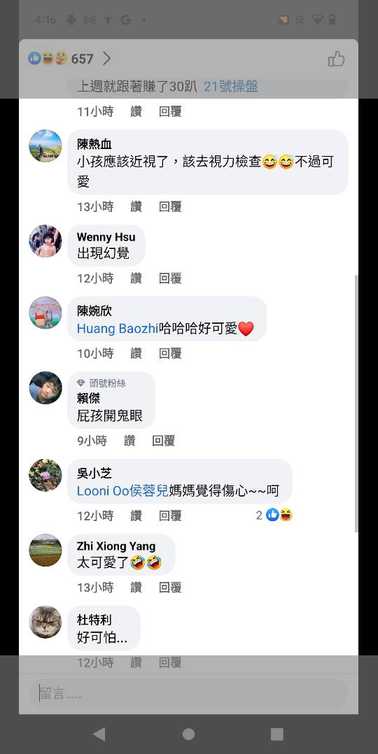 4:16
657
上週就跟著賺了30趴 21號操盤
11小時 讚 回覆
陳熱血
小孩應該近視了，該去視力檢查😄😄不過可
愛
13小時 讚 回覆
Wenny Hsu
出現幻覺
12小時 讚 回覆
陳婉欣
Huang Baozhi哈哈哈好可愛❤️
10小時 讚 回覆
頭號粉絲
賴傑
屁孩開鬼眼
9小時 讚 回覆
吳小芝
Looni Oo侯蓉兒媽媽覺得傷心~~呵
12小時 讚 回覆 2
Zhi Xiong Yang
太可愛了🤣🤣
13小時 讚 回覆
杜特利
好可怕...
12小時 讚 回覆
留言......